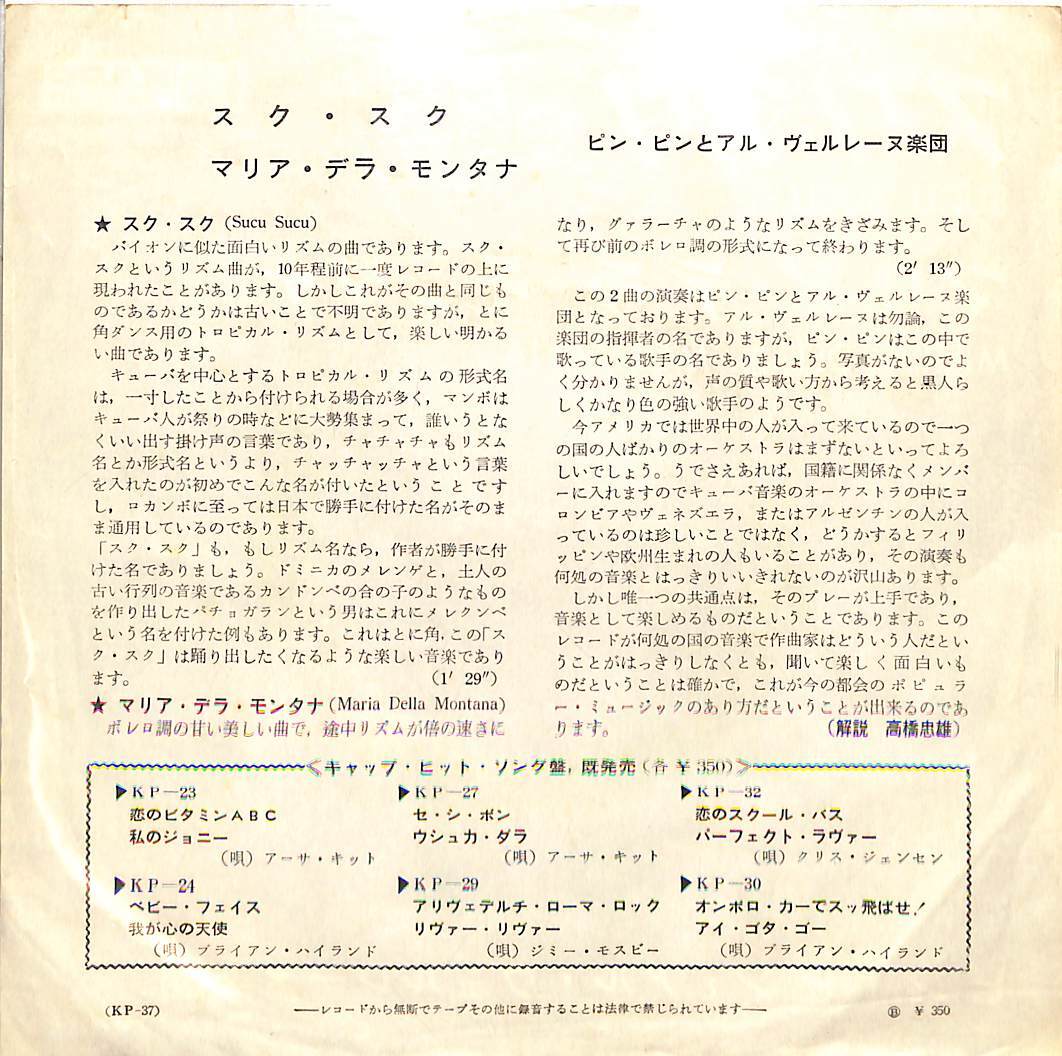 スク・スク
マリア・デラ・モンタナ
ピン・ピンとアル・ヴェルレーヌ楽団
★ スク・スク (Sucu Sucu)
バイオンに似た面白いリズムの曲であります。スク・
スクというリズム曲が，10年程前に一度レコードの上に
現われたことがあります。しかしこれがその曲と同じも
のであるかどうかは古いことで不明でありますが，とに
角ダンス用のトロピカル・リズムとして，楽しい明かる
い曲であります。
キューバを中心とするトロピカル・リズムの形式名
は，一寸したことから付けられる場合が多く，マンボは
キューバ人が祭りの時などに大勢集まって，誰いうとな
くいい出す掛け声の言葉であり，チャチャチャもリズム
名とか形式名というより，チャッチャッチャという言葉
を入れたのが初めでこんな名が付いたということです
し，ロカンボに至っては日本で勝手に付けた名がそのま
ま通用しているのであります。
「スク・スク」も，もしリズム名なら，作者が勝手に付
けた名でありましょう。ドミニカのメレンゲと，土人の
古い行列の音楽であるカンドンベの合の子のようなもの
を作り出したパチョガランという男はこれにメレクンベ
という名を付けた例もあります。これはとに角，この「ス
ク・スク」は踊り出したくなるような楽しい音楽であり
ます。 (1′ 29″)
★ マリア・デラ・モンタナ (Maria Della Montana)
ボレロ調の甘い美しい曲で，途中リズムが倍の速さに
なり，グァラーチャのようなリズムをきざみます。そし
て再び前のボレロ調の形式になって終わります。
(2′ 13″)
この2曲の演奏はピン・ピンとアル・ヴェルレーヌ楽
団となっております。アル・ヴェルレーヌは勿論，この
楽団の指揮者の名でありますが，ピン・ピンはこの中で
歌っている歌手の名でありましょう。写真がないのでよ
く分かりませんが，声の質や歌い方から考えると黒人ら
しくかなり色の強い歌手のようです。
今アメリカでは世界中の人が入って来ているので一つ
の国の人ばかりのオーケストラはまずないといってよろ
しいでしょう。うでさえあれば，国籍に関係なくメンバ
ーに入れますのでキューバ音楽のオーケストラの中にコ
ロンビアやヴェネズエラ，またはアルゼンチンの人が入
っているのは珍しいことではなく，どうかするとフィリ
ッピンや欧州生まれの人もいることがあり，その演奏も
何処の音楽とはっきりいいきれないのが沢山あります。
しかし唯一つの共通点は，そのプレーが上手であり，
音楽として楽しめるものだということであります。この
レコードが何処の国の音楽で作曲家はどういう人だとい
うことがはっきりしなくとも，聞いて楽しく面白いも
のだということは確かで，これが今の都会のポピュラ
ー・ミュージックのあり方だということが出来るのであ
ります。 (解説 高橋忠雄)
≪キャップ・ヒット・ソング盤，既発売（各￥350）≫
▶KP—23
恋のビタミンABC
私のジョニー
（唄）アーサ・キット
▶KP—27
セ・シ・ボン
ウシュカ・ダラ
（唄）アーサ・キット
▶KP—32
恋のスクール・バス
パーフェクト・ラヴァー
（唄）クリス・ジェンセン
▶KP—24
ベビー・フェイス
我が心の天使
（唄）ブライアン・ハイランド
▶KP—29
アリヴェデルチ・ローマ・ロック
リヴァー・リヴァー
（唄）ジミー・モスビー
▶KP—30
オンボロ・カーでスッ飛ばせ！
アイ・ゴタ・ゴー
（唄）ブライアン・ハイランド
(KP-37)
——レコードから無断でテープその他に録音することは法律で禁じられています——
Ⓑ ￥350